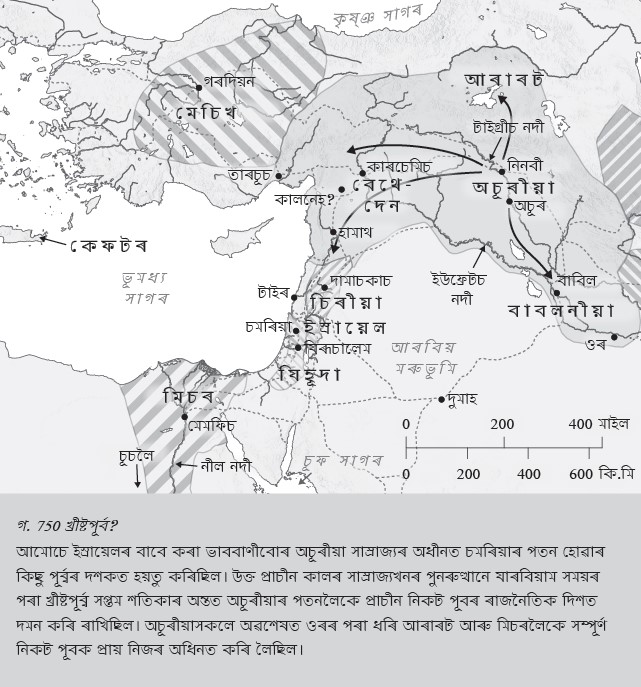 কৃষ্ঞ সাগৰ
গৰদিয়ন
মেচিখ
আৰাৰট
টাইগ্ৰীচ নদী
নিনৱী
তাৰচূচ
কাৰচেমিচ
বেথে-
দেন
কালনেহ?
অচূৰীয়া
অচূৰ
কেফটৰ
হামাথ
ভূমধ্য
সাগৰ
টাইৰ
দামাচকাচ
চিৰীয়া
ইউফ্ৰেটচ
নদী
বাবিল
বাবলনীয়া
চমৰিয়া
ইস্ৰায়েল
যিৰূচালেম
আৰবিয়
মৰুভূমি
ওৰ
যিহূদা
মিচৰ
মেমফিচ
দুমাহ
0 200 400 মাইল
0 200 400 600 কি.মি
চূচলৈ
নীল নদী
চূফ সাগৰ
গ. 750 খ্ৰীষ্টপূৰ্ব?
আমোচে ইস্ৰায়েলৰ বাবে কৰা ভাববাণীবোৰ অচূৰীয়া সাম্ৰাজ্যৰ অধীনত চমৰিয়াৰ পতন হোৱাৰ
কিছু পূৰ্ব্বৰ দশকত হয়তু কৰিছিল। উক্ত প্ৰাচীন কালৰ সাম্ৰাজ্যখনৰ পুনৰুত্থানে যাৰবিয়াম সময়ৰ
পৰা খ্ৰীষ্টপূৰ্ব্ব সপ্তম শতিকাৰ অন্তত অচূৰীয়াৰ পতনলৈকে প্ৰাচীন নিকট পূবৰ ৰাজনৈতিক দিশত
দমন কৰি ৰাখিছিল। অচূৰীয়াসকলে অৱশেষত ওৰৰ পৰা ধৰি আৰাৰট আৰু মিচৰলৈকে সম্পূৰ্ণ
নিকট পূবক প্ৰায় নিজৰ অধিনত কৰি লৈছিল।